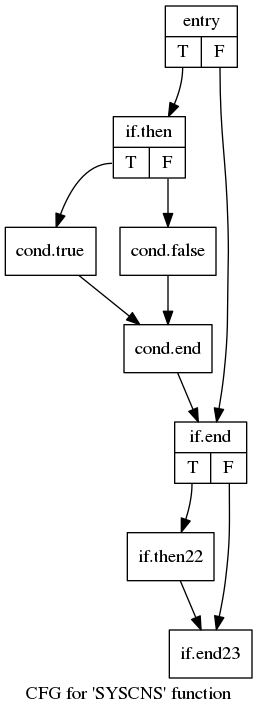 entry
T F
if.then
T F
cond.true cond.false
cond.end
if.end
T F
if.then22
if.end23
CFG for 'SYSCNS' function